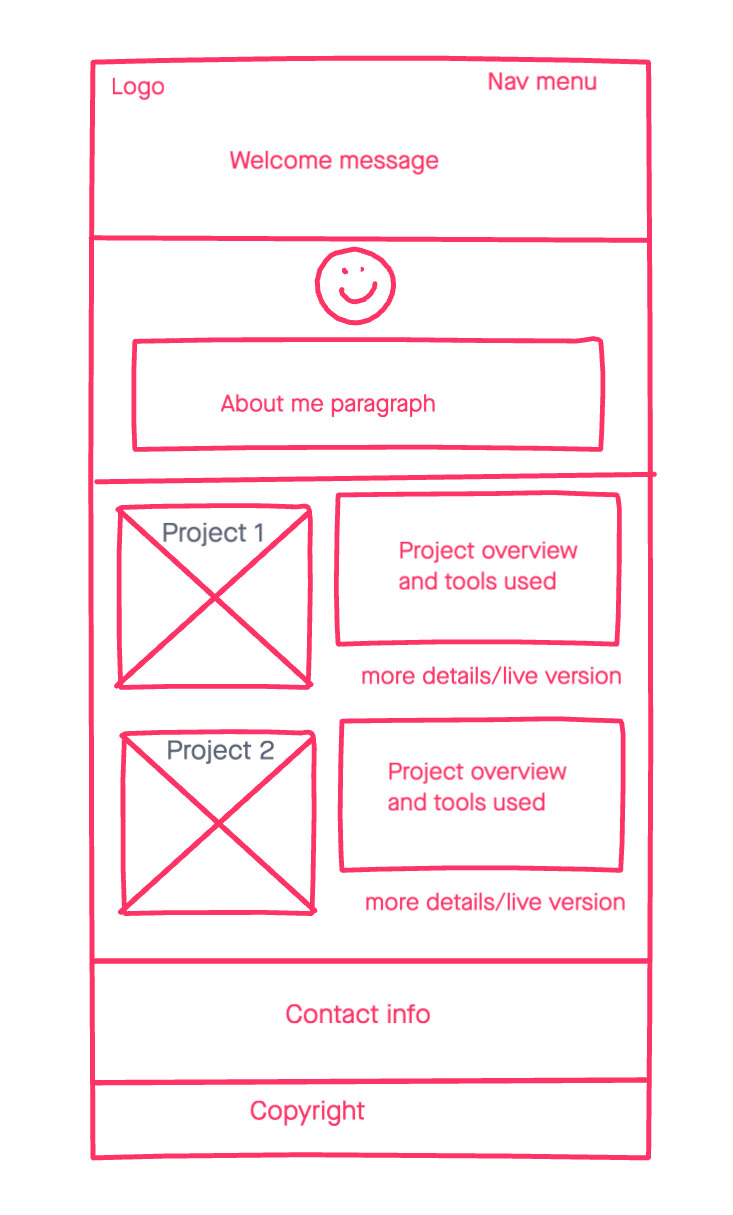 Logo
Nav menu
Welcome message
About me paragraph
Project 1
Project overview
and tools used
more details/live version
Project 2
Project overview
and tools used
more details/live version
Contact info
Copyright